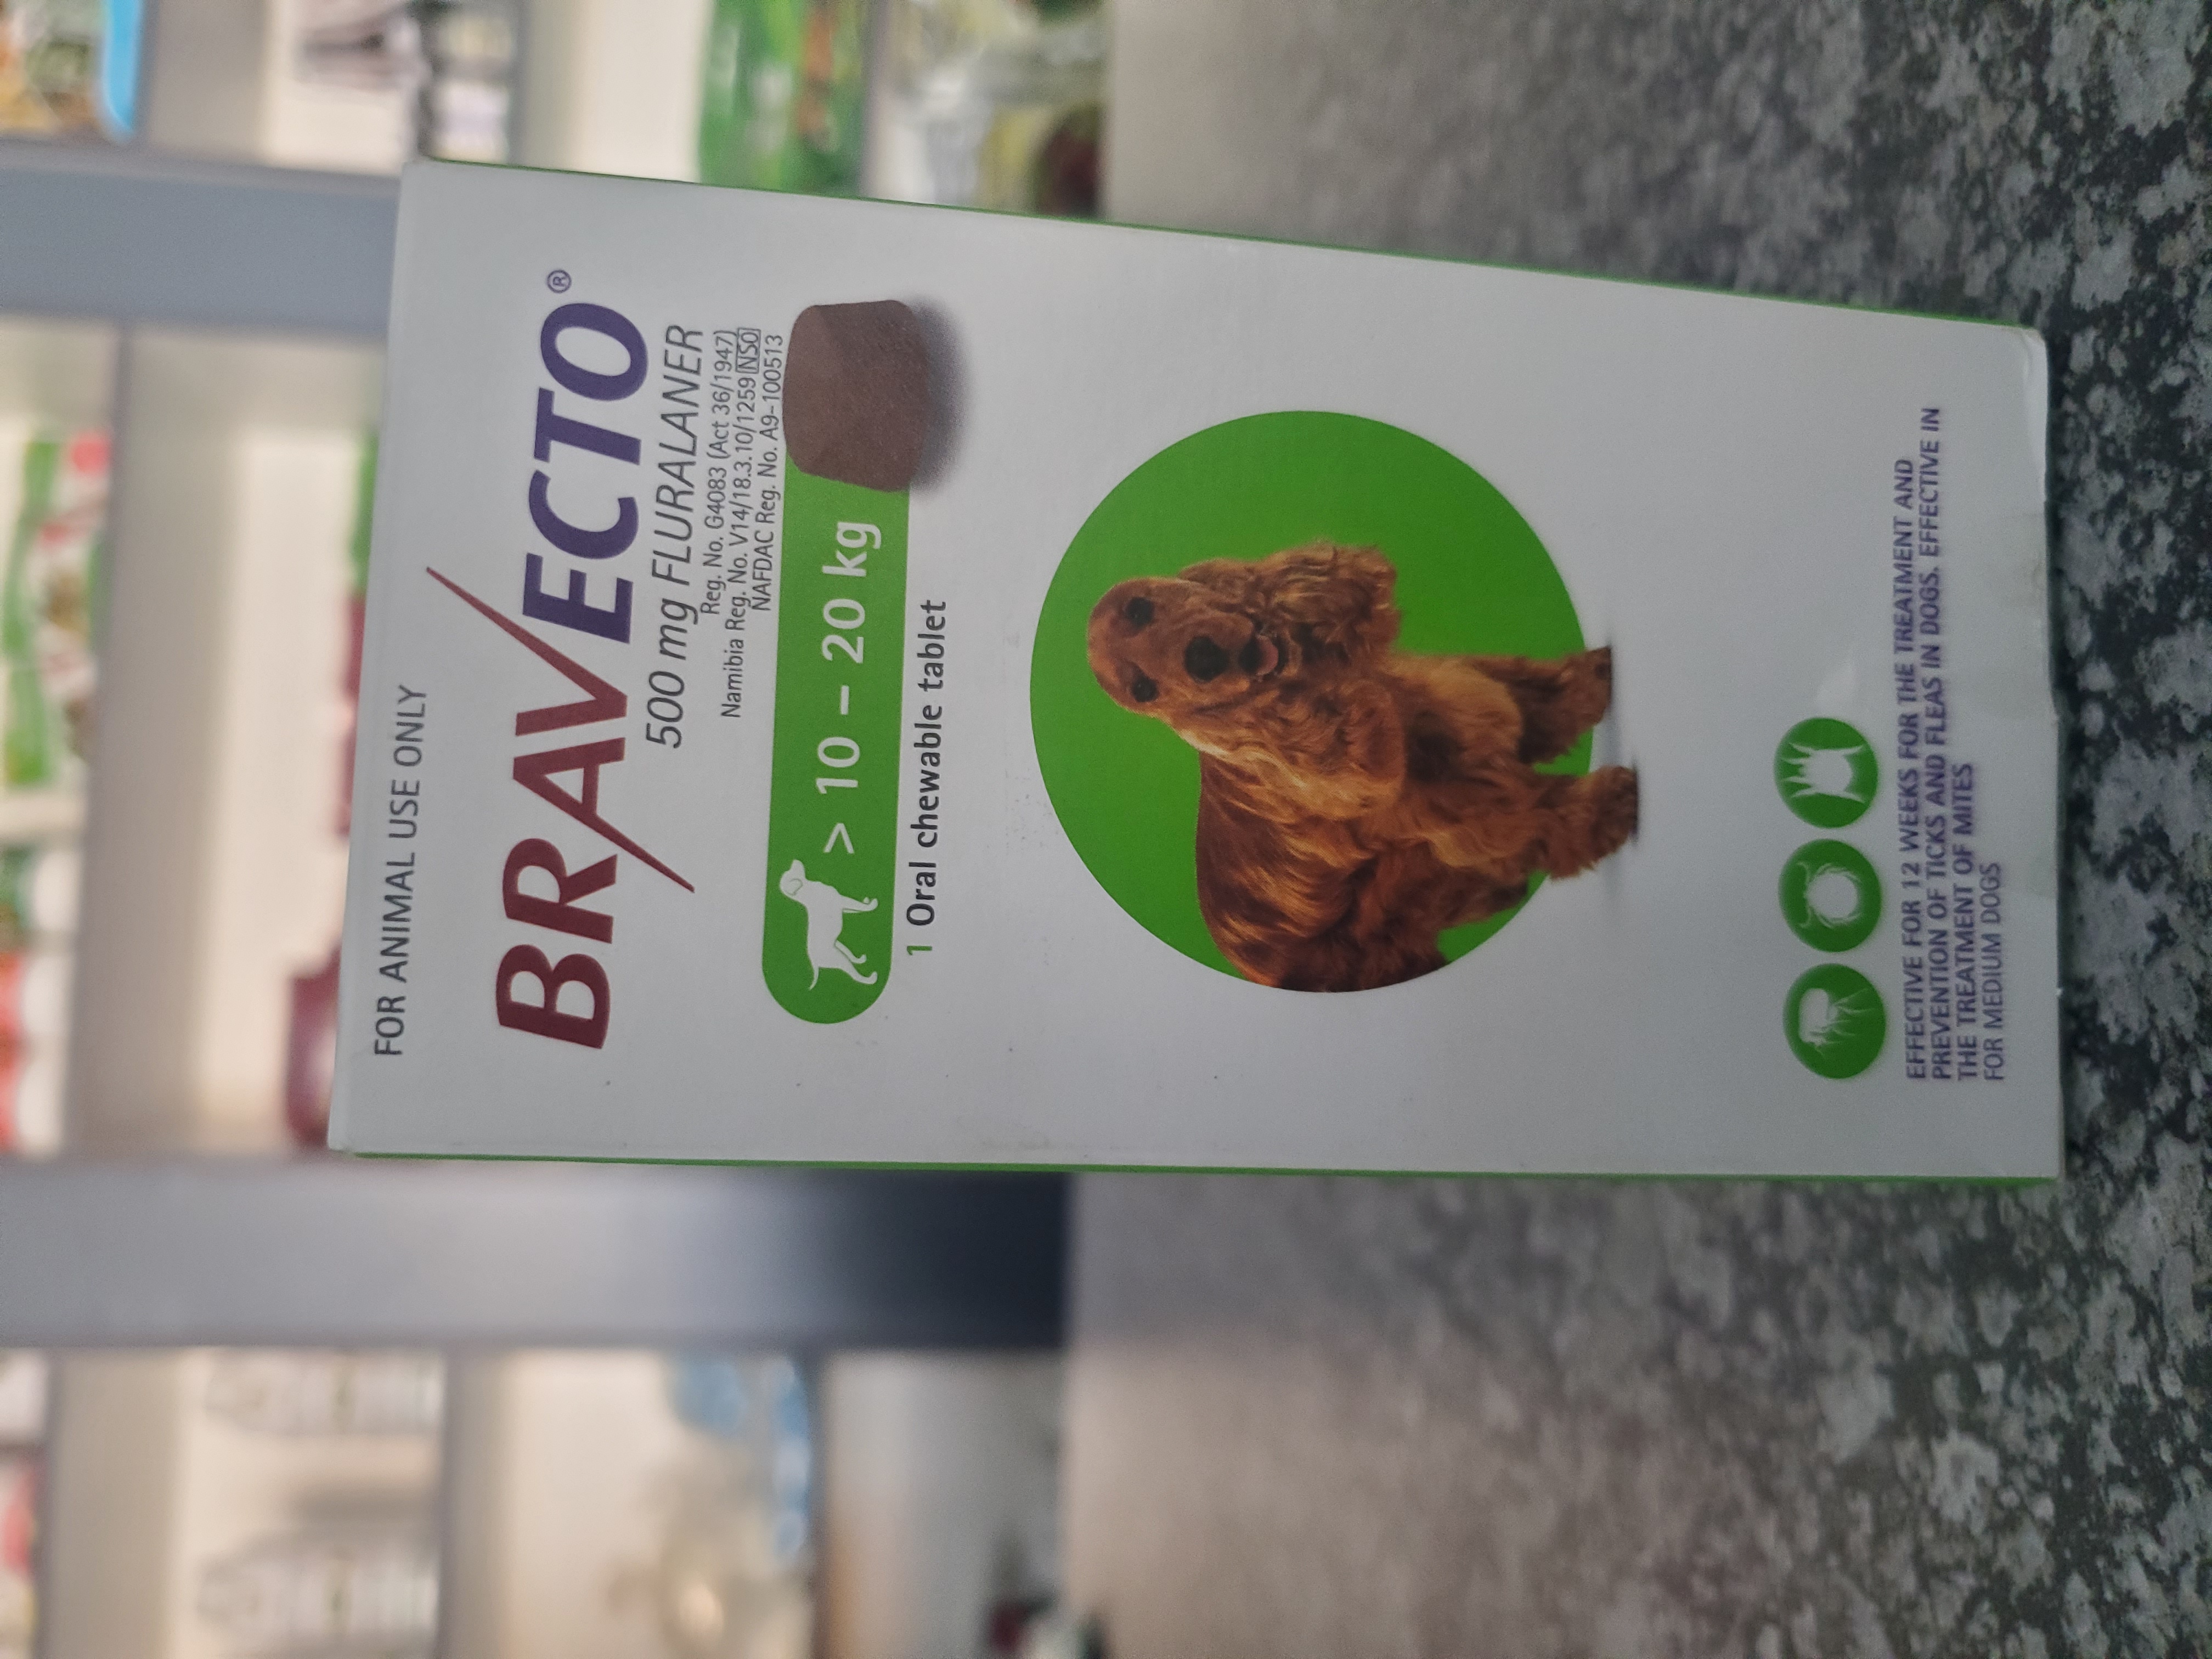 FOR ANIMAL USE ONLY
BRAVECTO®
500 mg FLURALANER
Reg. No. G4083 (Act 36/1947)
Namibia Reg. No. V14/18.3.10/1259 NS0
NAFDAC Reg. No. A9-100513
> 10 – 20 kg
1 Oral chewable tablet
EFFECTIVE FOR 12 WEEKS FOR THE TREATMENT AND
PREVENTION OF TICKS AND FLEAS IN DOGS. EFFECTIVE IN
THE TREATMENT OF MITES
FOR MEDIUM DOGS